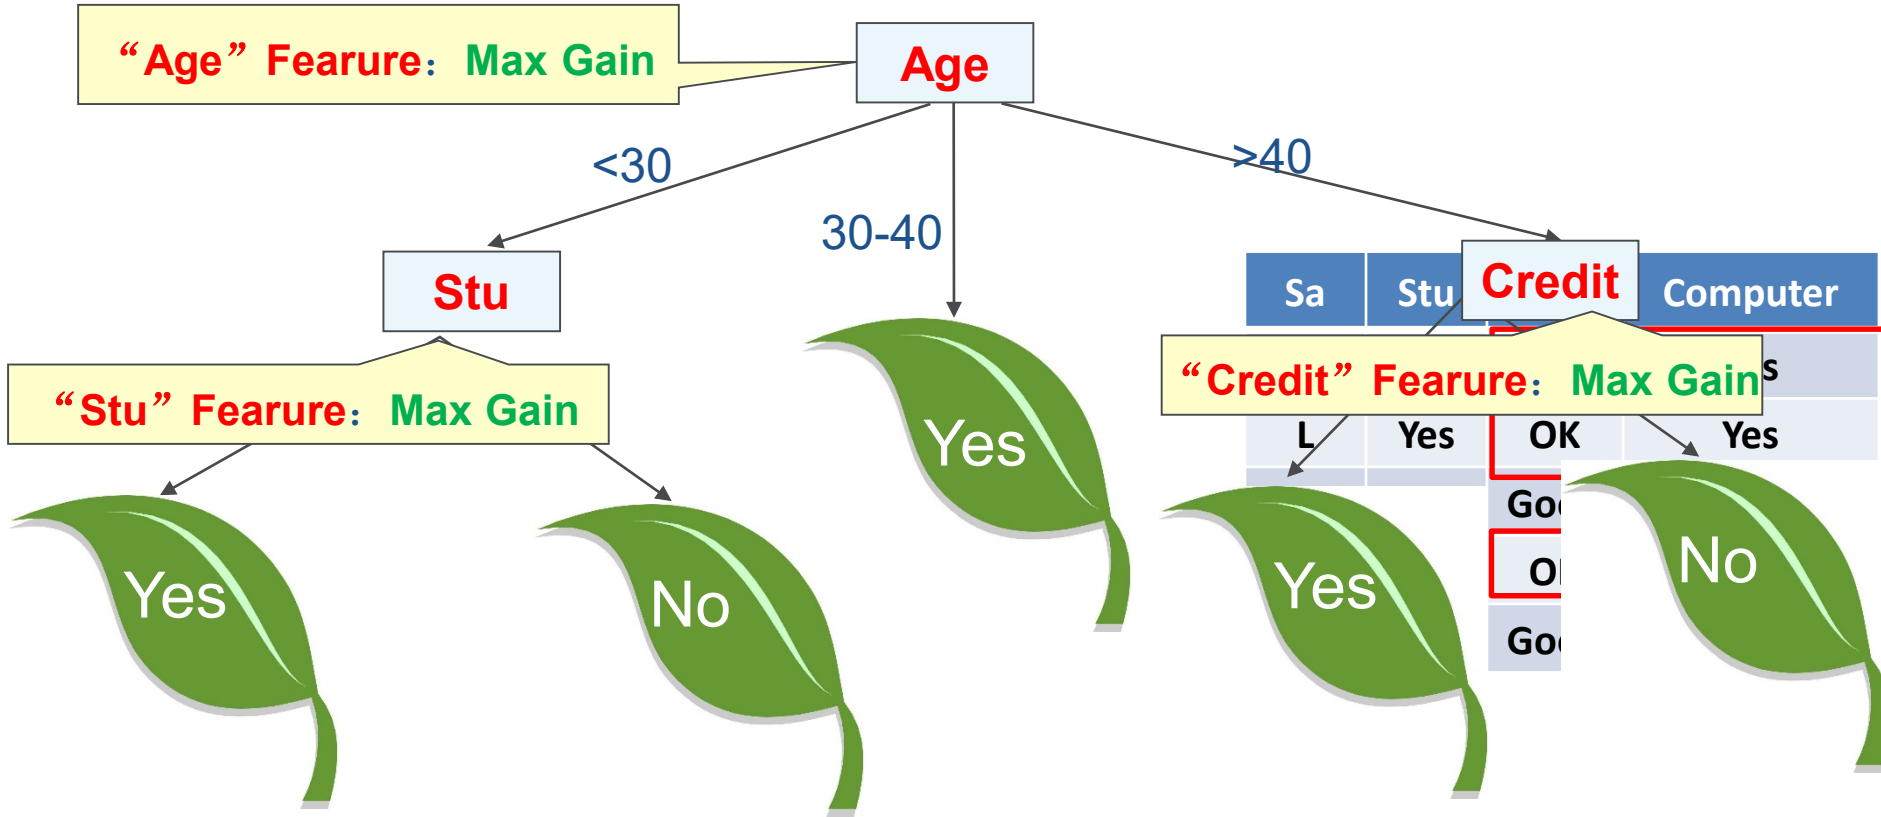 “Age” Fearure： Max Gain
Age
<30
30-40
>40
Stu
Credit
Sa Stu Computer
“Stu” Fearure： Max Gain
“Credit” Fearure： Max Gain
L Yes OK Yes
Yes
No
Yes
Yes
No